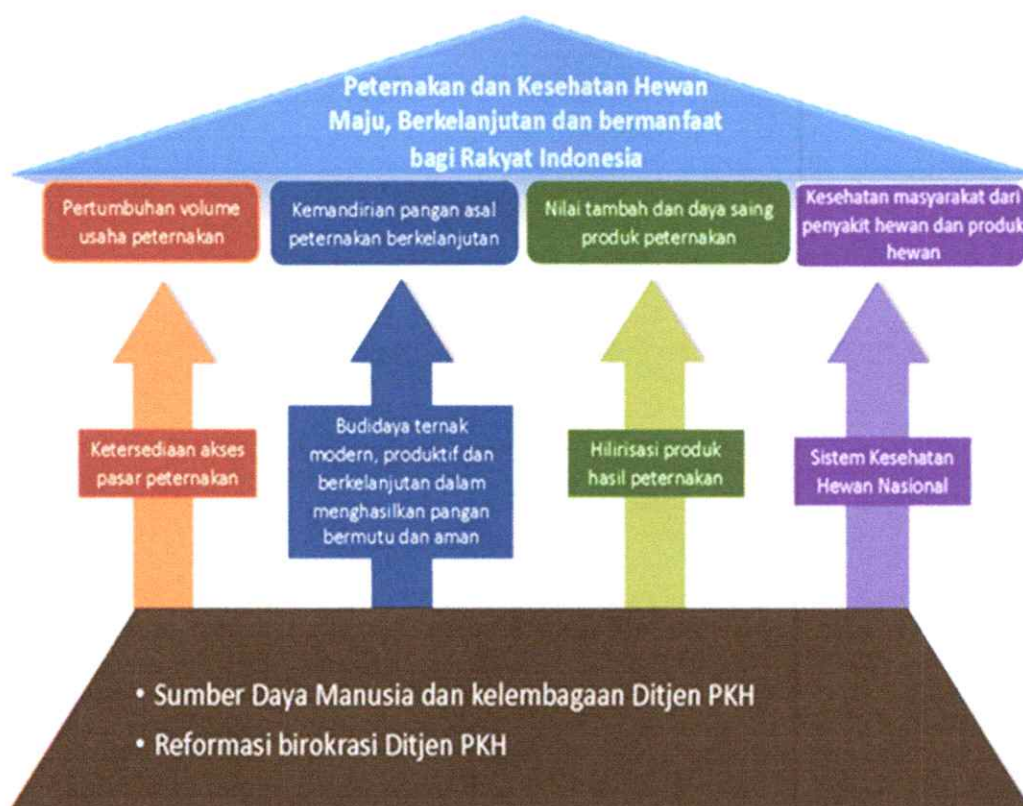 Peternakan dan Kesehatan Hewan
Maju, Berkelanjutan dan bermanfaat
bagi Rakyat Indonesia
Pertumbuhan volume
usaha peternakan
Kemandirian pangan asal
peternakan berkelanjutan
Nilai tambah dan daya saing
produk peternakan
Kesehatan masyarakat dari
penyakit hewan dan produk
hewan
Ketersediaan akses
pasar peternakan
Budidaya ternak
modern, produktif dan
berkelanjutan dalam
menghasilkan pangan
bermutu dan aman
Hilirisasi produk
hasil peternakan
Sistem Kesehatan
Hewan Nasional
• Sumber Daya Manusia dan kelembagaan Ditjen PKH
• Reformasi birokrasi Ditjen PKH